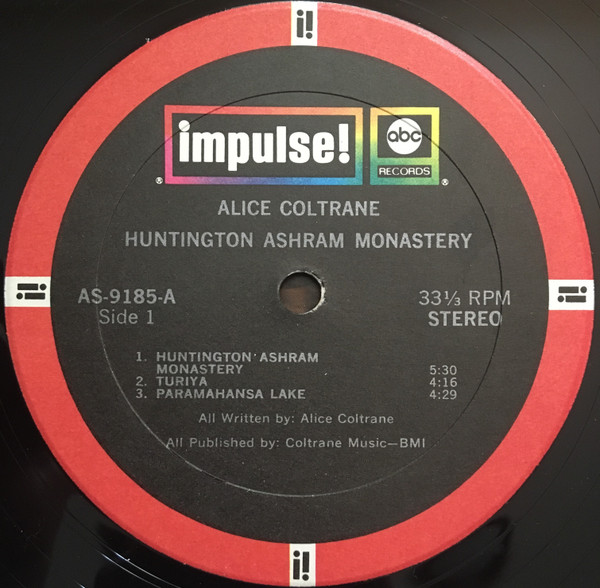 i!
impulse!
abc
RECORDS
®
®
ALICE COLTRANE
HUNTINGTON ASHRAM MONASTERY
AS-9185-A
Side 1
33⅓ RPM
STEREO
1. HUNTINGTON ASHRAM
MONASTERY 5:30
2. TURIYA 4:16
3. PARAMAHANSA LAKE 4:29
All Written by: Alice Coltrane
All Published by: Coltrane Music—BMI
i!
i!
i!